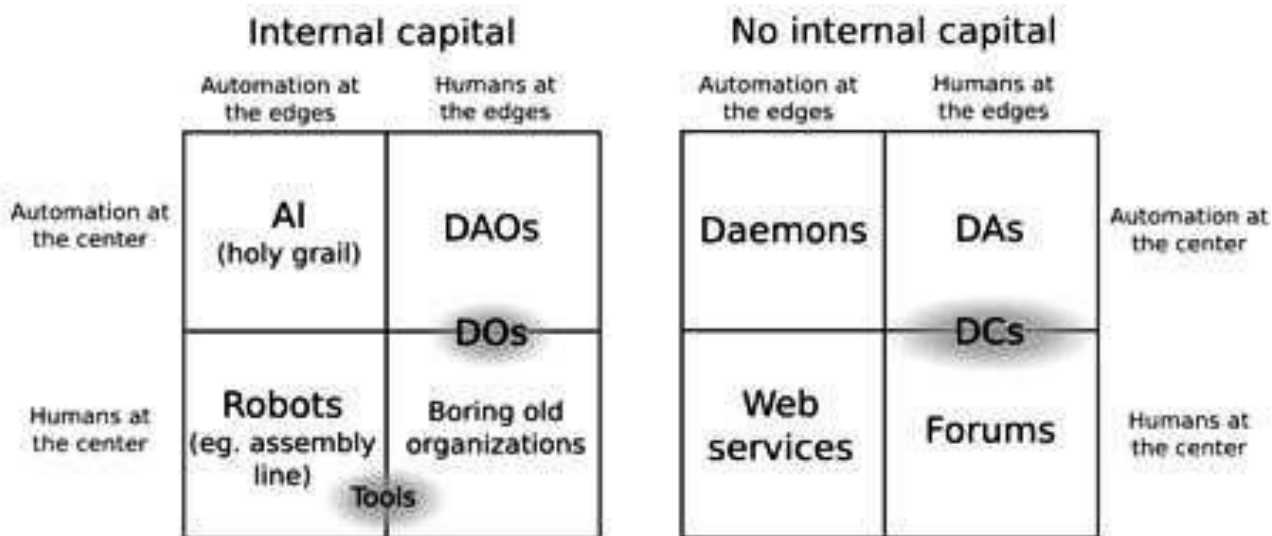 Internal capital
No internal capital
Automation at
the edges
Humans at
the edges
Automation at
the edges
Humans at
the edges
Automation at
the center
AI
(holy grail)
DAOs
Daemons
DAs
Automation at
the center
DOs
DCs
Humans at
the center
Robots
(eg. assembly
line)
Boring old
organizations
Tools
Web
services
Forums
Humans at
the center